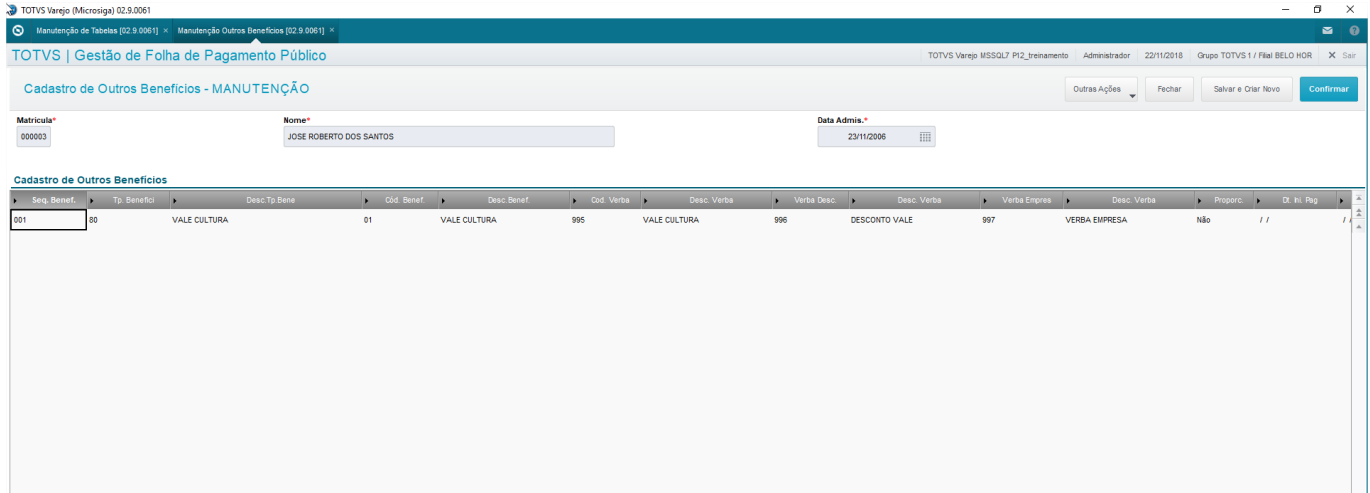 TOTVS Varejo (Microsiga) 02.9.0061
Manutenção de Tabelas [02.9.0061] × Manutenção Outros Benefícios [02.9.0061] ×
TOTVS | Gestão de Folha de Pagamento Público TOTVS Varejo MSSQL7 P12_treinamento Administrador 22/11/2018 Grupo TOTVS 1 / Filial BELO HOR X Sair
Cadastro de Outros Benefícios - MANUTENÇÃO Outras Ações Fechar Salvar e Criar Novo Confirmar
Matricula* Nome* Data Admis.*
000003 JOSE ROBERTO DOS SANTOS 23/11/2006
Cadastro de Outros Benefícios
Seq. Benef. Tp. Benefici Desc.Tp.Bene Cód. Benef. Desc.Benef. Cod. Verba Desc. Verba Verba Desc. Desc. Verba Verba Empres Desc. Verba Proporc. Dt. Ini. Pag
001 80 VALE CULTURA 01 VALE CULTURA 995 VALE CULTURA 996 DESCONTO VALE 997 VERBA EMPRESA Não / / / /